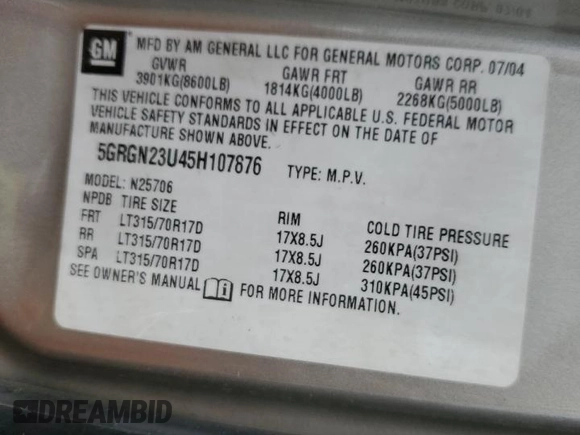 GM
MFD BY AM GENERAL LLC FOR GENERAL MOTORS CORP. 07/04
GVWR GAWR FRT GAWR RR
3901KG(8600LB) 1814KG(4000LB) 2268KG(5000LB)
THIS VEHICLE CONFORMS TO ALL APPLICABLE U.S. FEDERAL MOTOR
VEHICLE SAFETY STANDARDS IN EFFECT ON THE DATE OF
MANUFACTURE SHOWN ABOVE.
5GRGN23U45H107876 TYPE: M.P.V.
MODEL: N25706
NPDB TIRE SIZE RIM COLD TIRE PRESSURE
FRT LT315/70R17D 17X8.5J 260KPA(37PSI)
RR LT315/70R17D 17X8.5J 260KPA(37PSI)
SPA LT315/70R17D 17X8.5J 310KPA(45PSI)
SEE OWNER'S MANUAL i FOR MORE INFORMATION.
DREAMBID